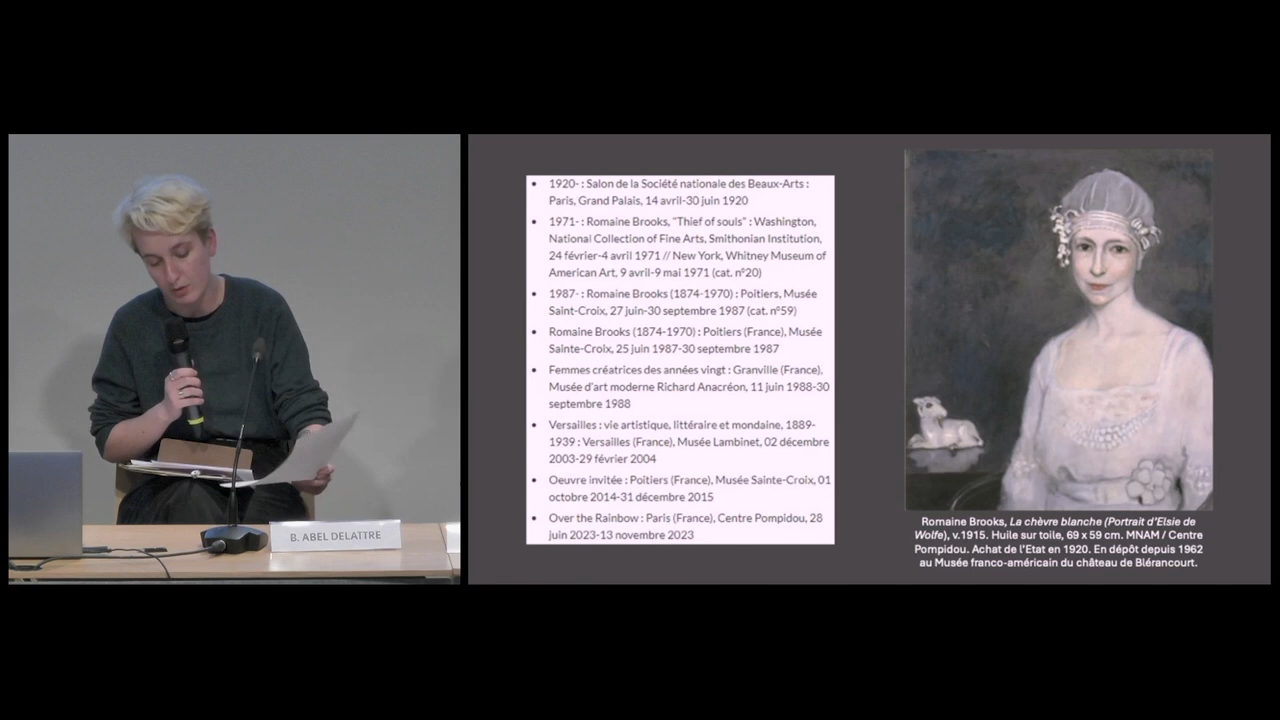 B. ABEL DELATTRE
• 1920- : Salon de la Société nationale des Beaux-Arts :
Paris, Grand Palais, 14 avril-30 juin 1920
• 1971- : Romaine Brooks, "Thief of souls" : Washington,
National Collection of Fine Arts, Smithonian Institution,
24 février-4 avril 1971 // New York, Whitney Museum of
American Art, 9 avril-9 mai 1971 (cat. n°20)
• 1987- : Romaine Brooks (1874-1970) : Poitiers, Musée
Saint-Croix, 27 juin-30 septembre 1987 (cat. n°59)
• Romaine Brooks (1874-1970) : Poitiers (France), Musée
Sainte-Croix, 25 juin 1987-30 septembre 1987
• Femmes créatrices des années vingt : Granville (France),
Musée d'art moderne Richard Anacréon, 11 juin 1988-30
septembre 1988
• Versailles : vie artistique, littéraire et mondaine, 1889-
1939 : Versailles (France), Musée Lambinet, 02 décembre
2003-29 février 2004
• Oeuvre invitée : Poitiers (France), Musée Sainte-Croix, 01
octobre 2014-31 décembre 2015
• Over the Rainbow : Paris (France), Centre Pompidou, 28
juin 2023-13 novembre 2023
Romaine Brooks, La chèvre blanche (Portrait d'Elsie de
Wolfe), v.1915. Huile sur toile, 69 x 59 cm. MNAM / Centre
Pompidou. Achat de l'Etat en 1920. En dépôt depuis 1962
au Musée franco-américain du château de Blérancourt.